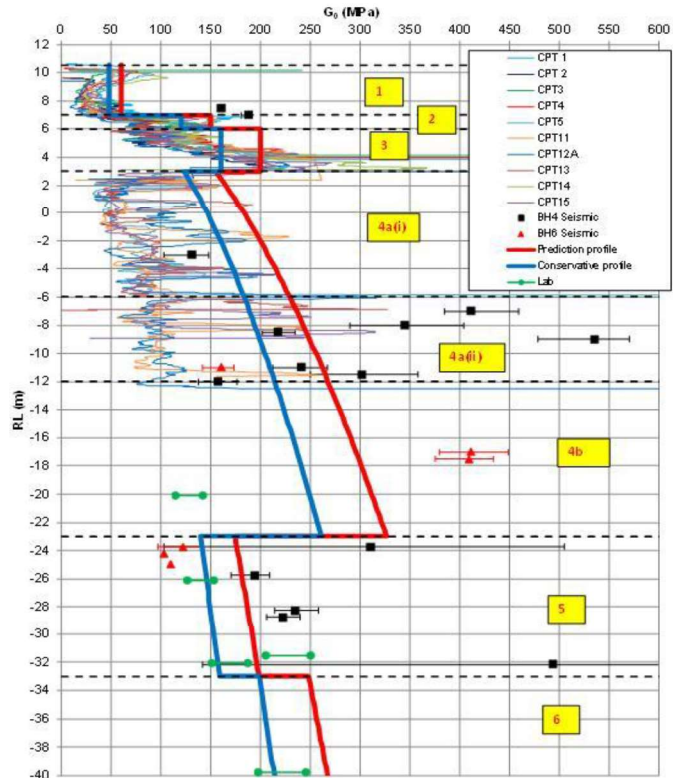 G₀ (MPa)
0 50 100 150 200 250 300 350 400 450 500 550 600
12
10
8
6
4
2
0
-2
-4
-6
-8
-10
-12
-14
-16
-18
-20
-22
-24
-26
-28
-30
-32
-34
-36
-38
-40
RL (m)
CPT 1
CPT 2
CPT3
CPT4
CPT5
CPT11
CPT12A
CPT13
CPT14
CPT15
BH4 Seismic
BH6 Seismic
Prediction profile
Conservative profile
Lab
1
2
3
4a(i)
4a(ii)
4b
5
6